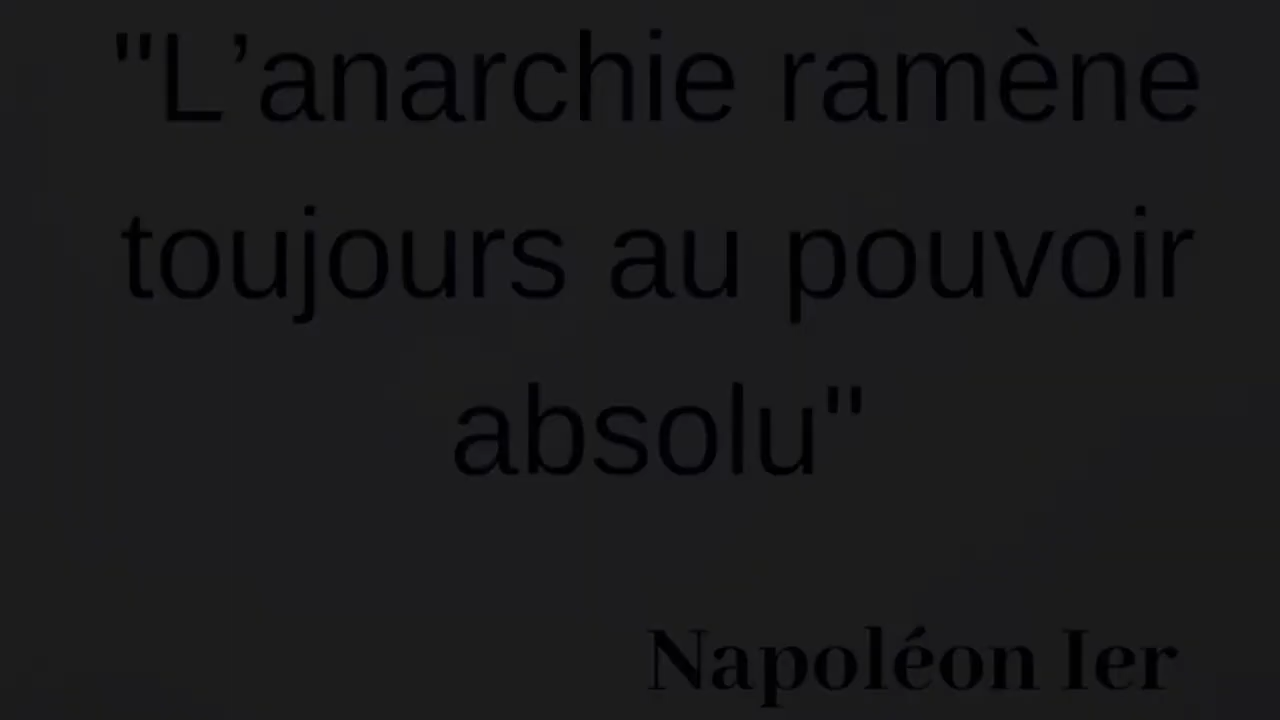 "L’anarchie ramène
toujours au pouvoir
absolu"
Napoléon Ier